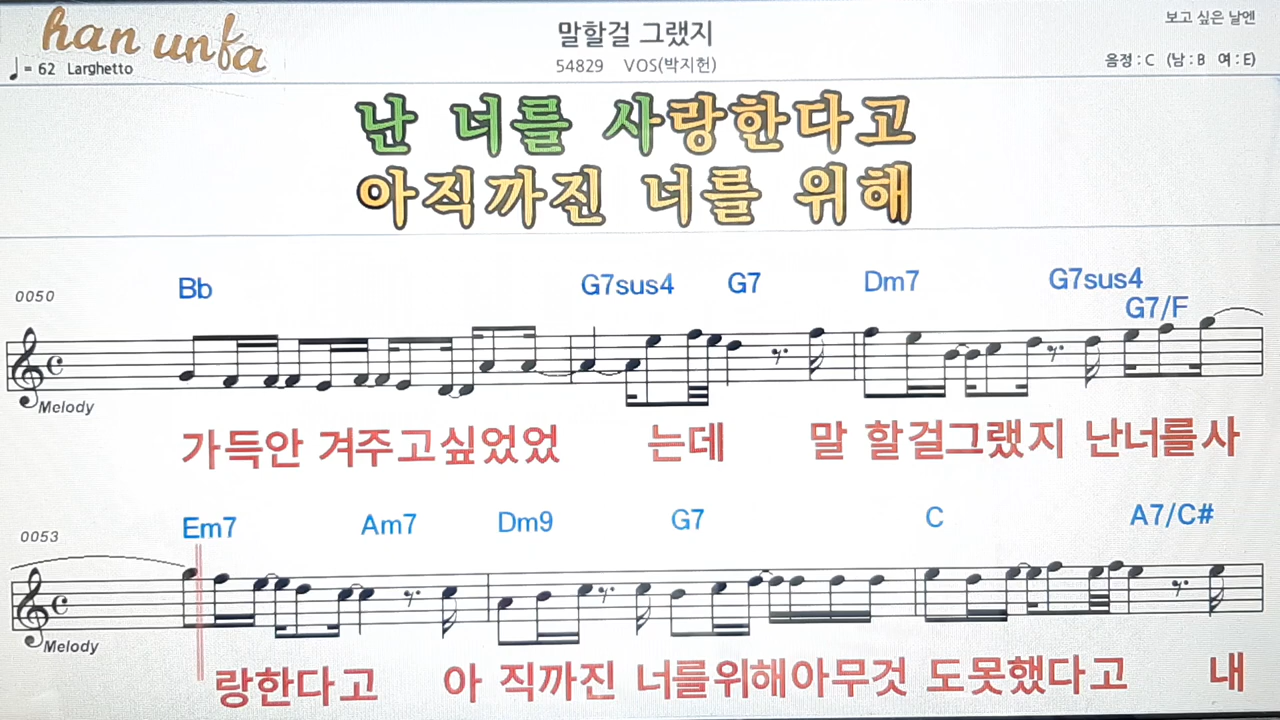 han unfa
말할걸 그랬지
보고 싶은 날엔
♩= 62 Larghetto
54829 VOS(박지헌)
음정 : C (남 : B 여 : E)
난 너를 사랑한다고
아직까진 너를 위해
0050
Bb G7sus4 G7 Dm7 G7sus4 G7/F
Melody
가득안 겨주고싶었었 는데 말 할걸그랬지 난너를사
0053
Em7 Am7 Dm9 G7 C A7/C#
Melody
랑한다고 아 직까진 너를위해아무것 도못했다고 내